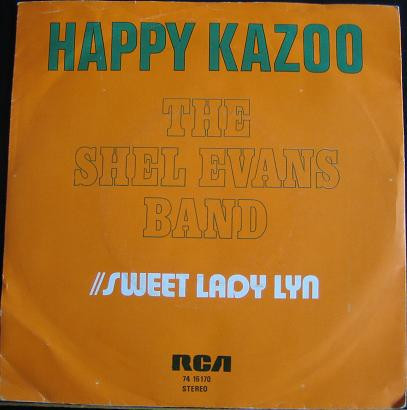 HAPPY KAZOO
THE
SHEL EVANS
BAND
//SWEET LADY LYN
RCA
74 16170
STEREO